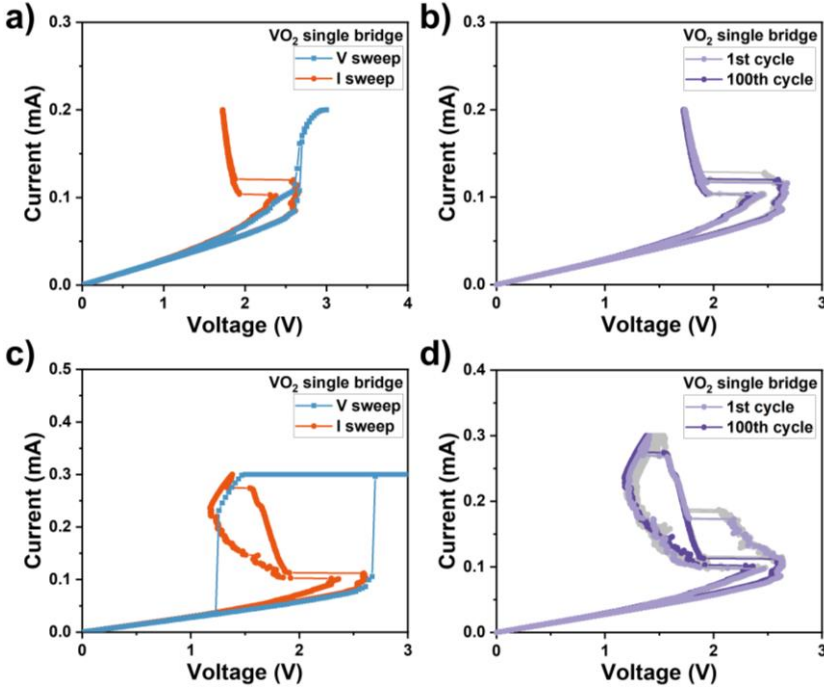 a)
VO₂ single bridge
V sweep
I sweep
0.3
0.2
0.1
0.0
Current (mA)
0 1 2 3 4
Voltage (V)
b)
VO₂ single bridge
1st cycle
100th cycle
0.3
0.2
0.1
0.0
Current (mA)
0 1 2 3
Voltage (V)
c)
VO₂ single bridge
V sweep
I sweep
0.5
0.4
0.3
0.2
0.1
0.0
Current (mA)
0 1 2 3
Voltage (V)
d)
VO₂ single bridge
1st cycle
100th cycle
0.4
0.3
0.2
0.1
0.0
Current (mA)
0 1 2 3
Voltage (V)